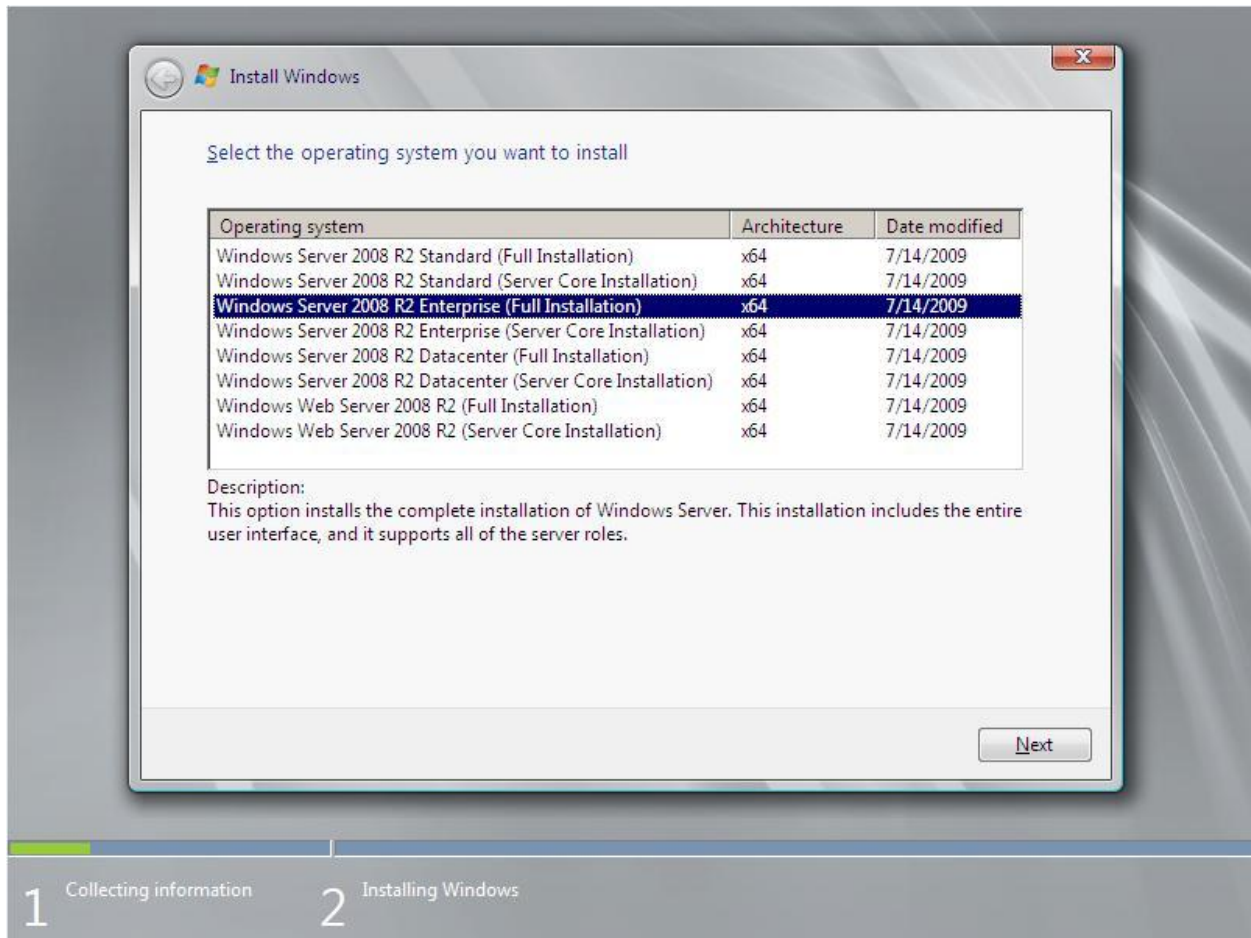 Install Windows
Select the operating system you want to install
Operating system Architecture Date modified
Windows Server 2008 R2 Standard (Full Installation) x64 7/14/2009
Windows Server 2008 R2 Standard (Server Core Installation) x64 7/14/2009
Windows Server 2008 R2 Enterprise (Full Installation) x64 7/14/2009
Windows Server 2008 R2 Enterprise (Server Core Installation) x64 7/14/2009
Windows Server 2008 R2 Datacenter (Full Installation) x64 7/14/2009
Windows Server 2008 R2 Datacenter (Server Core Installation) x64 7/14/2009
Windows Web Server 2008 R2 (Full Installation) x64 7/14/2009
Windows Web Server 2008 R2 (Server Core Installation) x64 7/14/2009
Description:
This option installs the complete installation of Windows Server. This installation includes the entire
user interface, and it supports all of the server roles.
Next
1 Collecting information 2 Installing Windows